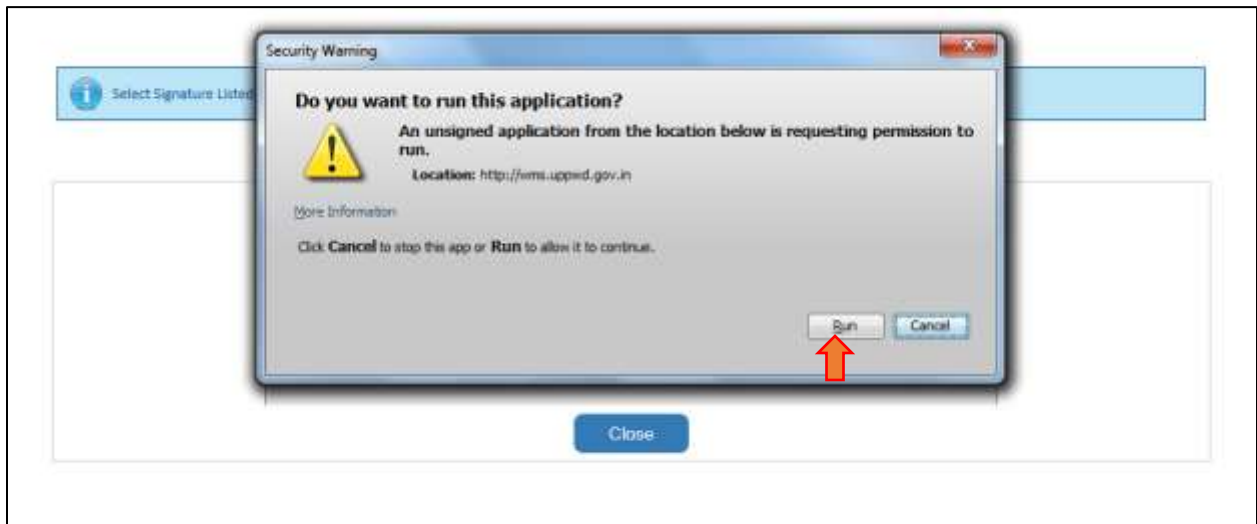 Security Warning
Select Signature Listed
Do you want to run this application?
An unsigned application from the location below is requesting permission to
run.
Location: http://wms.uppwd.gov.in
More Information
Click Cancel to stop this app or Run to allow it to continue.
Run
Cancel
Close